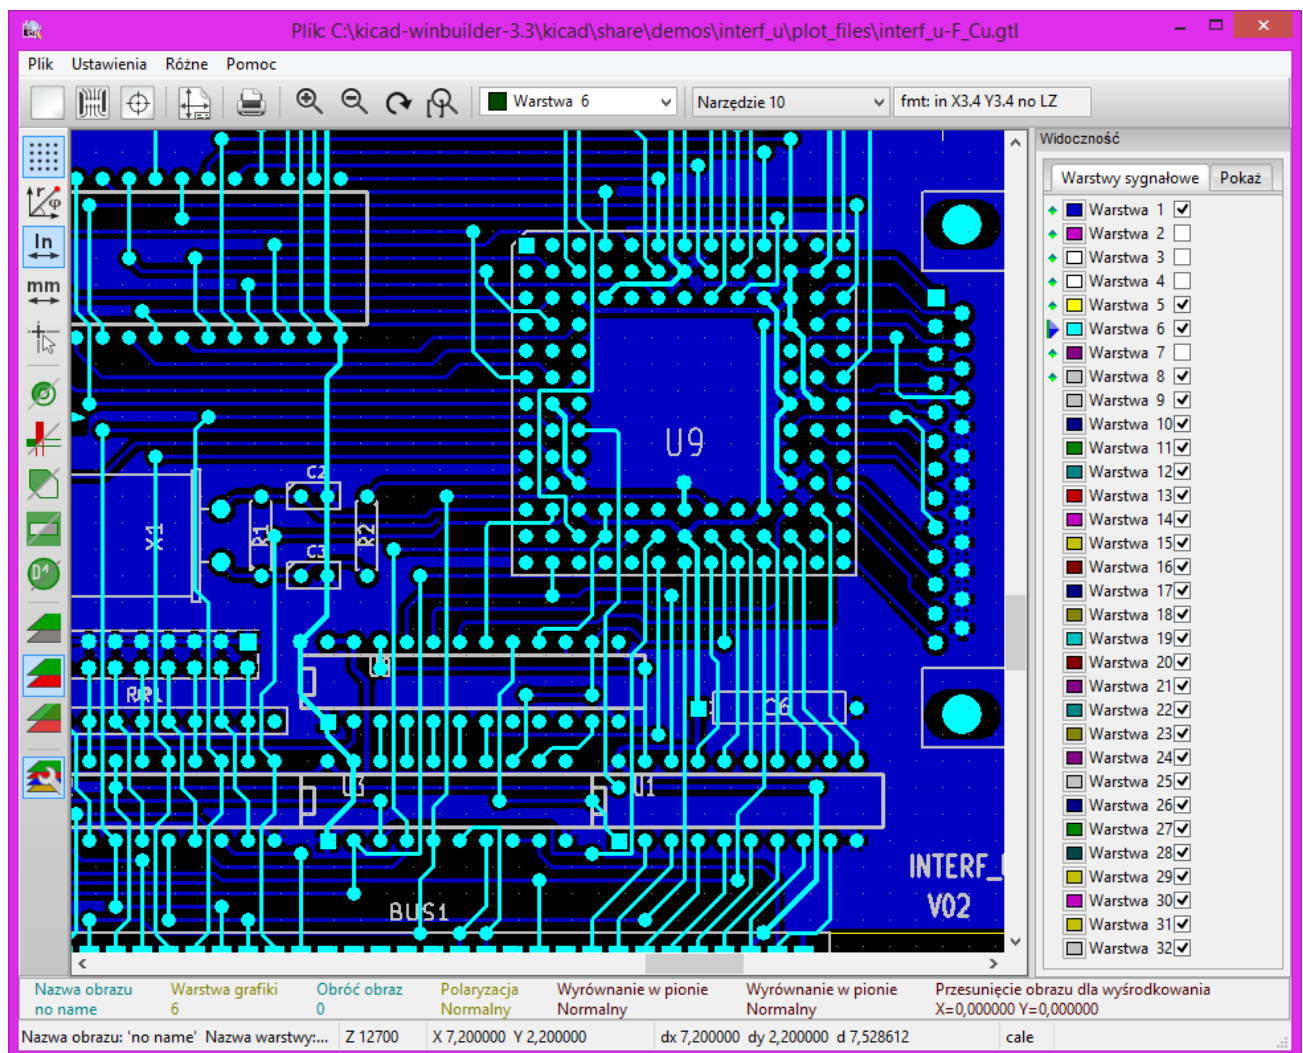 Plik: C:\kicad-winbuilder-3.3\kicad\share\demos\interf_u\plot_files\interf_u-F_Cu.gtl
Plik Ustawienia Różne Pomoc
Warstwa 6 Narzędzie 10 fmt: in X3.4 Y3.4 no LZ
Widoczność
Warstwy sygnałowe Pokaż
In
mm
Warstwa 1
Warstwa 2
Warstwa 3
Warstwa 4
Warstwa 5
Warstwa 6
Warstwa 7
Warstwa 8
Warstwa 9
Warstwa 10
Warstwa 11
Warstwa 12
Warstwa 13
Warstwa 14
Warstwa 15
Warstwa 16
Warstwa 17
Warstwa 18
Warstwa 19
Warstwa 20
Warstwa 21
Warstwa 22
Warstwa 23
Warstwa 24
Warstwa 25
Warstwa 26
Warstwa 27
Warstwa 28
Warstwa 29
Warstwa 30
Warstwa 31
Warstwa 32
U9
C2
X1
R1
R2
C3
RR1
C6
U3
U1
INTERF_
V02
BUS1
Nazwa obrazu Warstwa grafiki Obróć obraz Polaryzacja Wyrównanie w pionie Wyrównanie w pionie Przesunięcie obrazu dla wyśrodkowania
no name 6 0 Normalny Normalny Normalny X=0,000000 Y=0,000000
Nazwa obrazu: 'no name' Nazwa warstwy:... Z 12700 X 7,200000 Y 2,200000 dx 7,200000 dy 2,200000 d 7,528612 cale